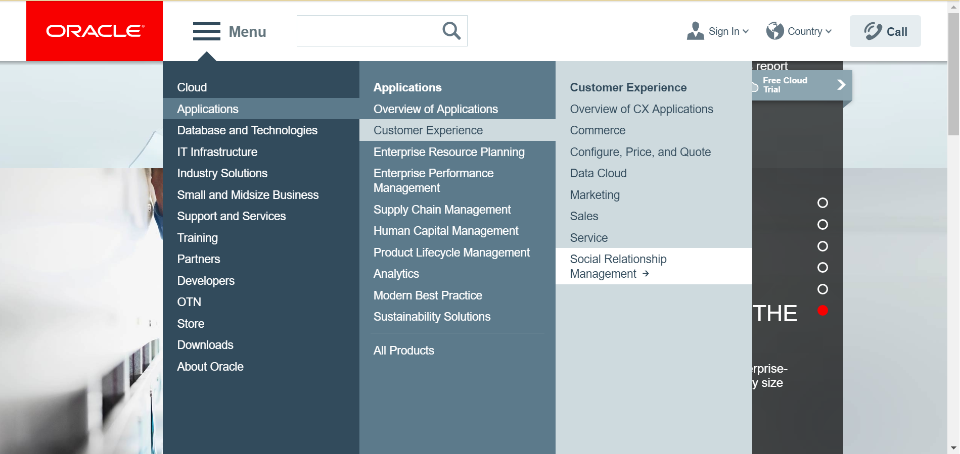 ORACLE
Menu
Sign In
Country
Call
Cloud
Applications
Database and Technologies
IT Infrastructure
Industry Solutions
Small and Midsize Business
Support and Services
Training
Partners
Developers
OTN
Store
Downloads
About Oracle
Applications
Overview of Applications
Customer Experience
Enterprise Resource Planning
Enterprise Performance
Management
Supply Chain Management
Human Capital Management
Product Lifecycle Management
Analytics
Modern Best Practice
Sustainability Solutions
All Products
Customer Experience
Overview of CX Applications
Commerce
Configure, Price, and Quote
Data Cloud
Marketing
Sales
Service
Social Relationship
Management →
report
Free Cloud
Trial
THE
erprise-
y size